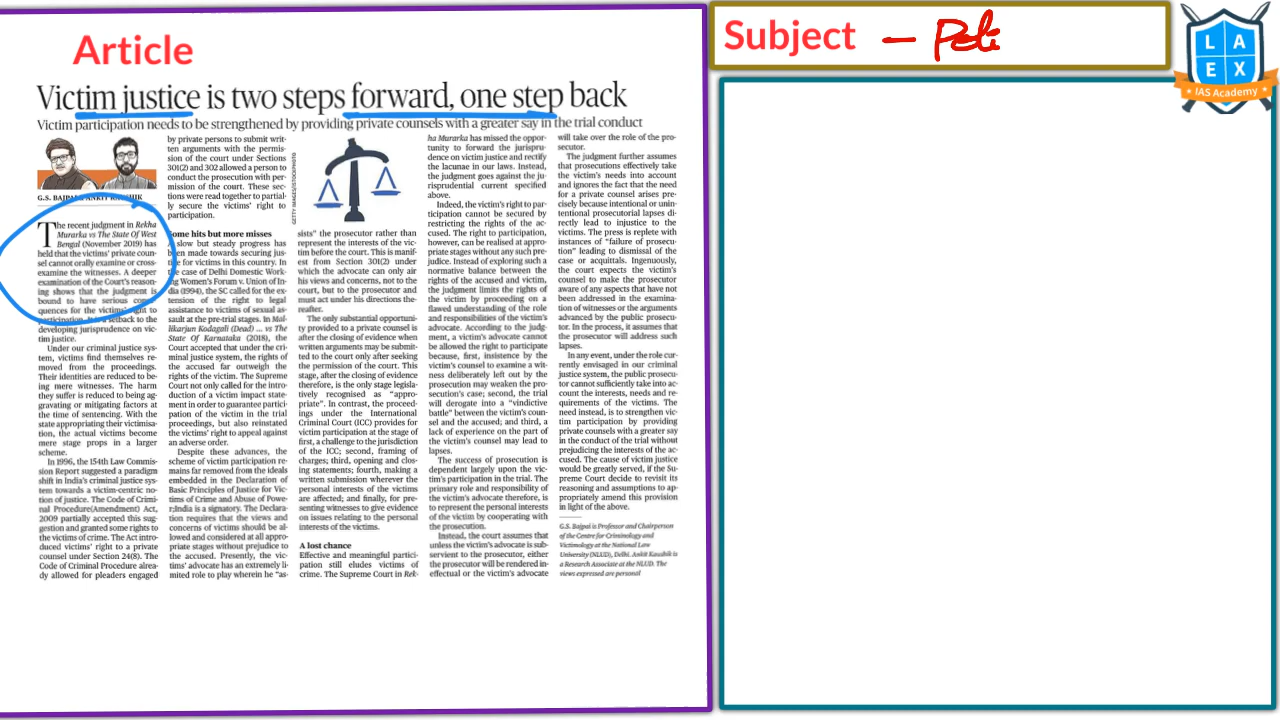 Article
Subject – Poli
L A
E X
IAS Academy
Victim justice is two steps forward, one step back
Victim participation needs to be strengthened by providing private counsels with a greater say in the trial conduct
G.S. BAJPAI
The recent judgment in Rekha
Murarka vs The State Of West
Bengal (November 2019) has
held that the victims' private coun-
sel cannot orally examine or cross-
examine the witnesses. A deeper
examination of the Court's reason-
ing shows that the judgment is
bound to have serious conse-
quences for the victims' right to
participation. It is a setback to the
developing jurisprudence on vic-
tim justice.
Under our criminal justice sys-
tem, victims find themselves re-
moved from the proceedings.
Their identities are reduced to be-
ing mere witnesses. The harm
they suffer is reduced to being ag-
gravating or mitigating factors at
the time of sentencing. With the
state appropriating their victimisa-
tion, the actual victims become
mere stage props in a larger
scheme.
In 1996, the 154th Law Commis-
sion Report suggested a paradigm
shift in India's criminal justice sys-
tem towards a victim-centric no-
tion of justice. The Code of Crimi-
nal Procedure(Amendment) Act,
2009 partially accepted this sug-
gestion and granted some rights to
the victims of crime. The Act intro-
duced victims' right to a private
counsel under Section 24(8). The
Code of Criminal Procedure alrea-
dy allowed for pleaders engaged
by private persons to submit writ-
ten arguments with the permis-
sion of the court under Sections
301(2) and 302 allowed a person to
conduct the prosecution with per-
mission of the court. These sec-
tions were read together to partial-
ly secure the victims' right to
participation.
Some hits but more misses
A slow but steady progress has
been made towards securing jus-
tice for victims in this country. In
the case of Delhi Domestic Work-
ing Women's Forum v. Union of In-
dia (1994), the SC called for the ex-
tension of the right to legal
assistance to victims of sexual as-
sault at the pre-trial stages. In Mal-
likarjun Kodagali (Dead) ... vs The
State Of Karnataka (2018), the
Court accepted that under the cri-
minal justice system, the rights of
the accused far outweigh the
rights of the victim. The Supreme
Court not only called for the intro-
duction of a victim impact state-
ment in order to guarantee partici-
pation of the victim in the trial
proceedings, but also reinstated
the victims' right to appeal against
an adverse order.
Despite these advances, the
scheme of victim participation re-
mains far removed from the ideals
embedded in the Declaration of
Basic Principles of Justice for Vic-
tims of Crime and Abuse of Powe-
r;India is a signatory. The Declara-
tion requires that the views and
concerns of victims should be al-
lowed and considered at all appro-
priate stages without prejudice to
the accused. Presently, the vic-
tims' advocate has an extremely li-
mited role to play wherein he "as-
GETTY IMAGES/ISTOCKPHOTO
sists" the prosecutor rather than
represent the interests of the vic-
tim before the court. This is manif-
est from Section 301(2) under
which the advocate can only air
his views and concerns, not to the
court, but to the prosecutor and
must act under his directions the-
reafter.
The only substantial opportuni-
ty provided to a private counsel is
after the closing of evidence when
written arguments may be submit-
ted to the court only after seeking
the permission of the court. This
stage, after the closing of evidence
therefore, is the only stage legisla-
tively recognised as "appro-
priate". In contrast, the proceed-
ings under the International
Criminal Court (ICC) provides for
victim participation at the stage of
first, a challenge to the jurisdiction
of the ICC; second, framing of
charges; third, opening and clos-
ing statements; fourth, making a
written submission wherever the
personal interests of the victims
are affected; and finally, for pre-
senting witnesses to give evidence
on issues relating to the personal
interests of the victims.
A lost chance
Effective and meaningful partici-
pation still eludes victims of
crime. The Supreme Court in Rek-
ha Murarka has missed the oppor-
tunity to forward the jurispru-
dence on victim justice and rectify
the lacunae in our laws. Instead,
the judgment goes against the ju-
risprudential current specified
above.
Indeed, the victim's right to par-
ticipation cannot be secured by
restricting the rights of the ac-
cused. The right to participation,
however, can be realised at appro-
priate stages without any such pre-
judice. Instead of exploring such a
normative balance between the
rights of the accused and victim,
the judgment limits the rights of
the victim by proceeding on a
flawed understanding of the role
and responsibilities of the victim's
advocate. According to the judg-
ment, a victim's advocate cannot
be allowed the right to participate
because, first, insistence by the
victim's counsel to examine a wit-
ness deliberately left out by the
prosecution may weaken the pro-
secution's case; second, the trial
will derogate into a "vindictive
battle" between the victim's coun-
sel and the accused; and third, a
lack of experience on the part of
the victim's counsel may lead to
lapses.
The success of prosecution is
dependent largely upon the vic-
tim's participation in the trial. The
primary role and responsibility of
the victim's advocate therefore, is
to represent the personal interests
of the victim by cooperating with
the prosecution.
Instead, the court assumes that
unless the victim's advocate is sub-
servient to the prosecutor, either
the prosecutor will be rendered in-
effectual or the victim's advocate
will take over the role of the pro-
secutor.
The judgment further assumes
that prosecutions effectively take
the victim's needs into account
and ignores the fact that the need
for a private counsel arises pre-
cisely because intentional or unin-
tentional prosecutorial lapses di-
rectly lead to injustice to the
victims. The press is replete with
instances of "failure of prosecu-
tion" leading to dismissal of the
case or acquittals. Ingenuously,
the court expects the victim's
counsel to make the prosecutor
aware of any aspects that have not
been addressed in the examina-
tion of witnesses or the arguments
advanced by the public prosecu-
tor. In the process, it assumes that
the prosecutor will address such
lapses.
In any event, under the role cur-
rently envisaged in our criminal
justice system, the public prosecu-
tor cannot sufficiently take into ac-
count the interests, needs and re-
quirements of the victims. The
need instead, is to strengthen vic-
tim participation by providing
private counsels with a greater say
in the conduct of the trial without
prejudicing the interests of the ac-
cused. The cause of victim justice
would be greatly served, if the Su-
preme Court decide to revisit its
reasoning and assumptions to ap-
propriately amend this provision
in light of the above.
G.S. Bajpai is Professor and Chairperson
of the Centre for Criminology and
Victimology at the National Law
University (NLUD), Delhi. Ankit Kaushik is
a Research Associate at the NLUD. The
views expressed are personal